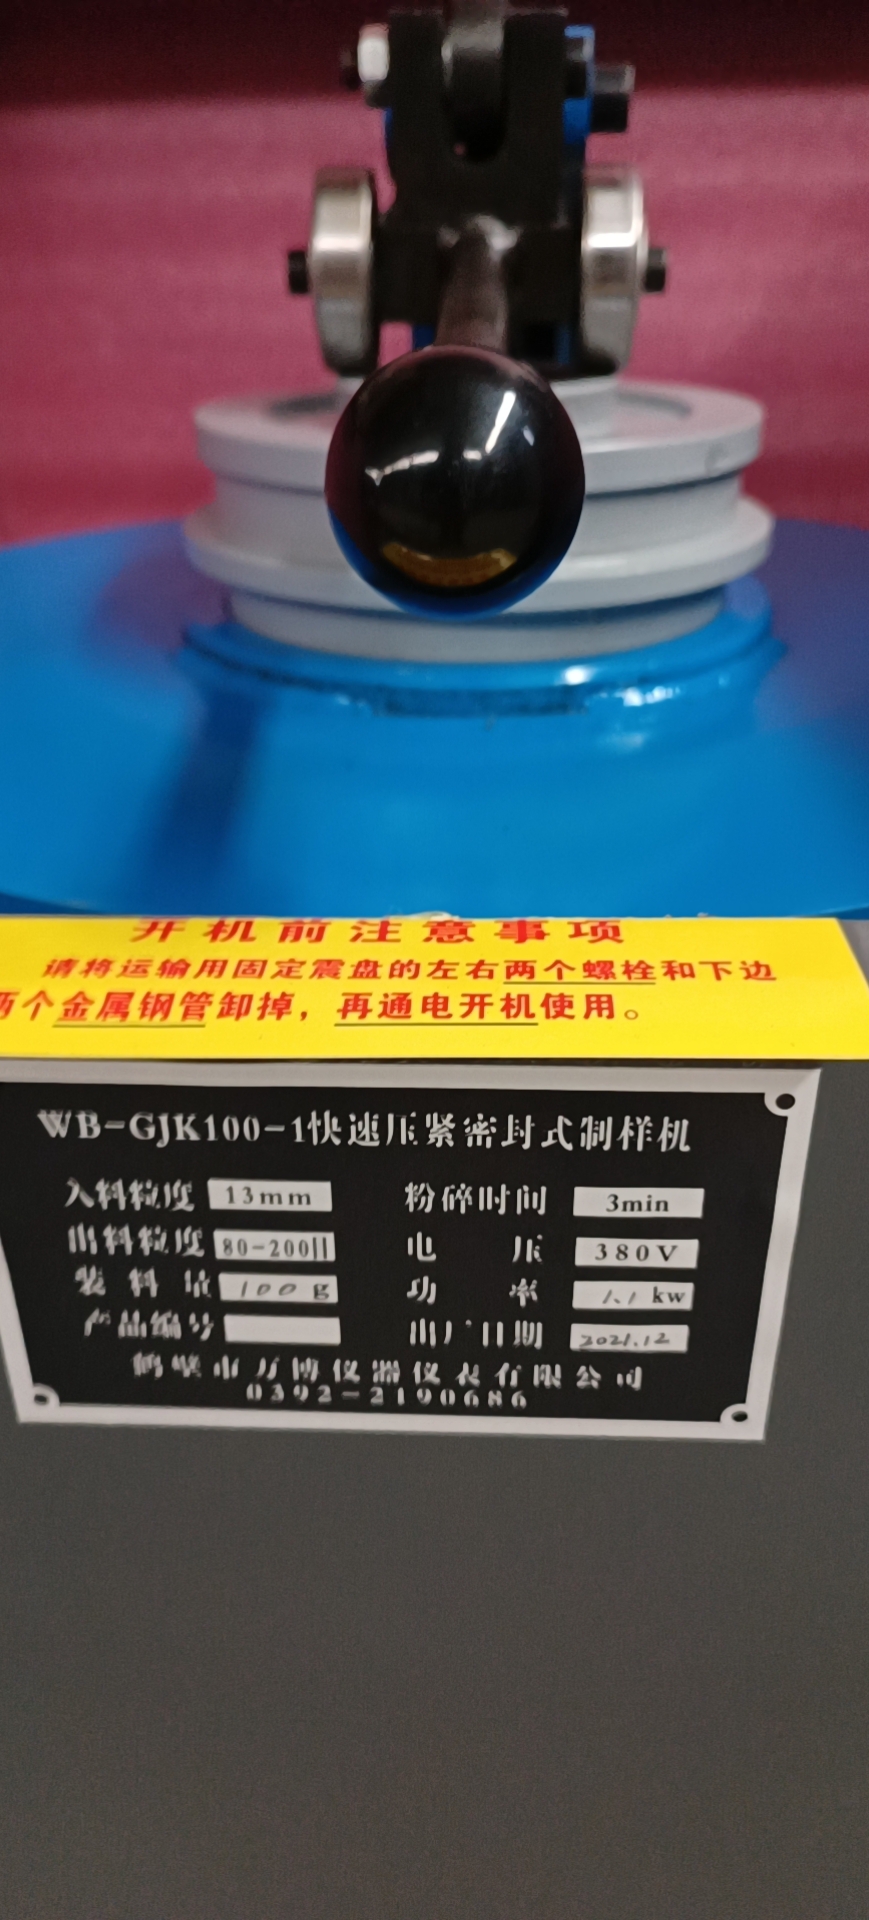 开机前注意事项
请将运输用固定震盘的左右两个螺栓和下边
两个金属钢管卸掉，再通电开机使用。
WB-GJK100-1快速压紧密封式制样机
入料粒度 13mm 粉碎时间 3min
出料粒度 80-200目 电压 380V
装料量 100g 功率 1.1kw
产品编号 出厂日期 2021.12
鹤壁市万博仪器仪表有限公司
0392-2190686